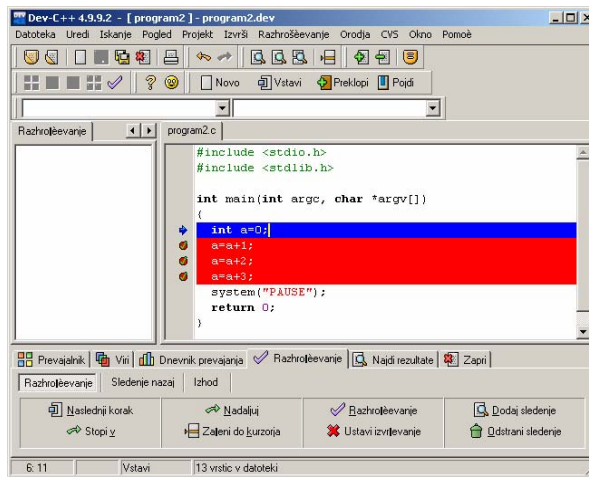 Dev-C++ 4.9.9.2 - [ program2 ] - program2.dev
Datoteka Uredi Iskanje Pogled Projekt Izvrši Razhroščevanje Orodja CVS Okno Pomoè
Novo Vstavi Preklopi Pojdi
Razhroščevanje program2.c
#include <stdio.h>
#include <stdlib.h>
int main(int argc, char *argv[])
{
int a=0;
a=a+1;
a=a+2;
a=a+3;
system("PAUSE");
return 0;
}
Prevajalnik Viri Dnevnik prevajanja Razhroščevanje Najdi rezultate Zapri
Razhroščevanje Sledenje nazaj Izhod
Naslednji korak Nadaljuj Razhroščevanje Dodaj sledenje
Stopi v Zaženi do kurzorja Ustavi izvrševanje Odstrani sledenje
6: 11 Vstavi 13 vrstic v datoteki